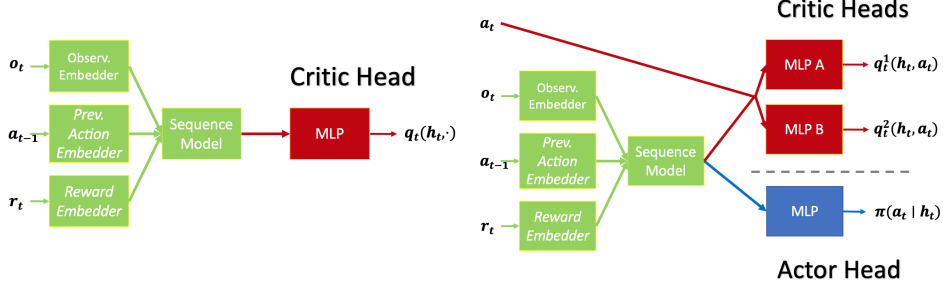 Critic Head
o_t
Observ.
Embedder
a_{t-1}
Prev.
Action
Embedder
r_t
Reward
Embedder
Sequence
Model
MLP
q_t(h_t,·)
Critic Heads
a_t
o_t
Observ.
Embedder
a_{t-1}
Prev.
Action
Embedder
r_t
Reward
Embedder
Sequence
Model
MLP A
q_t^1(h_t, a_t)
MLP B
q_t^2(h_t, a_t)
MLP
π(a_t | h_t)
Actor Head